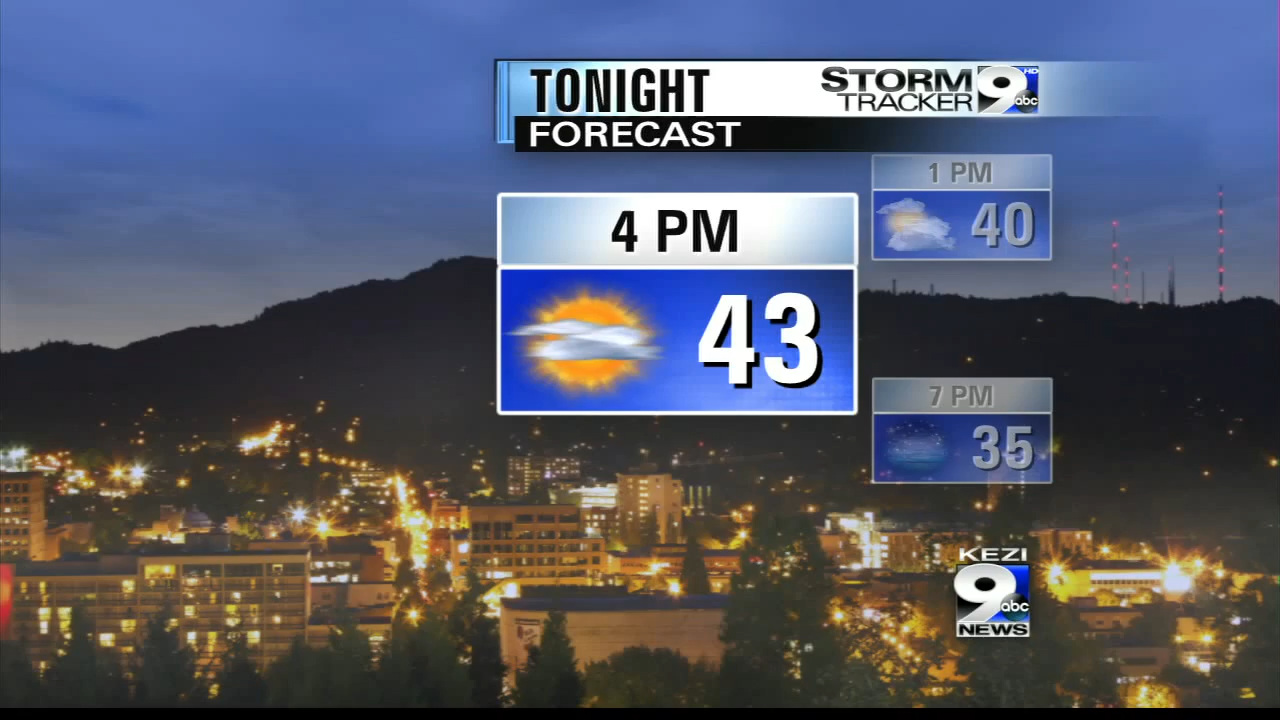 TONIGHT
FORECAST
STORM
TRACKER
9 HD
abc
1 PM
40
4 PM
43
7 PM
35
KEZI
9
abc
NEWS